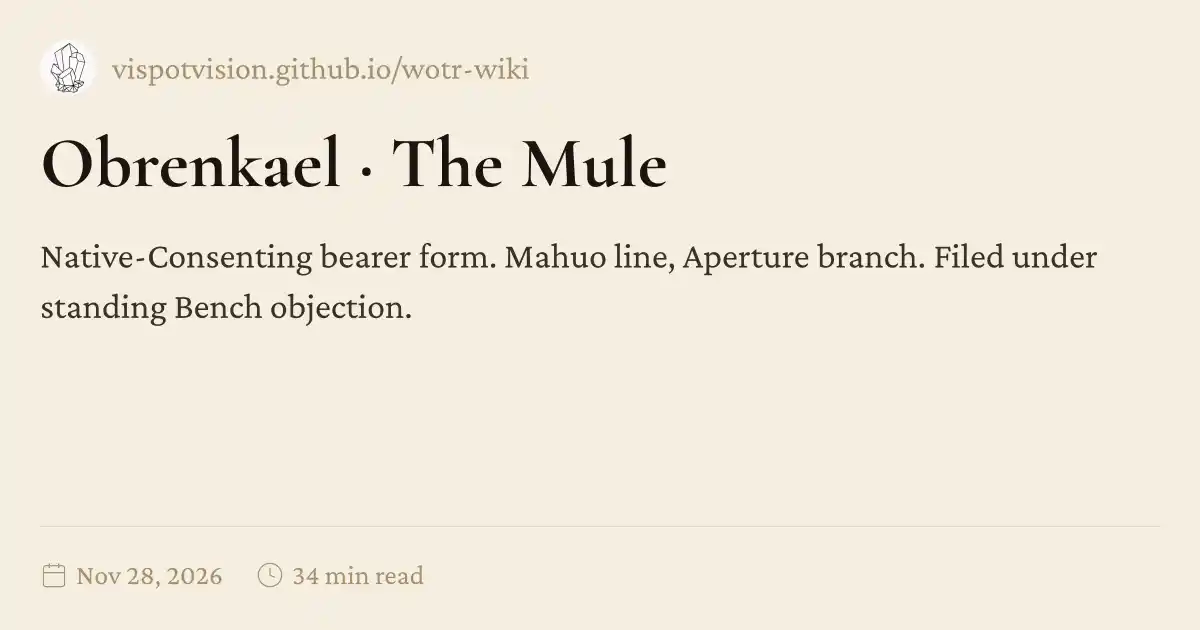 vispotvision.github.io/wotr-wiki
Obrenkael · The Mule
Native-Consenting bearer form. Mahuo line, Aperture branch. Filed under
standing Bench objection.
Nov 28, 2026 34 min read